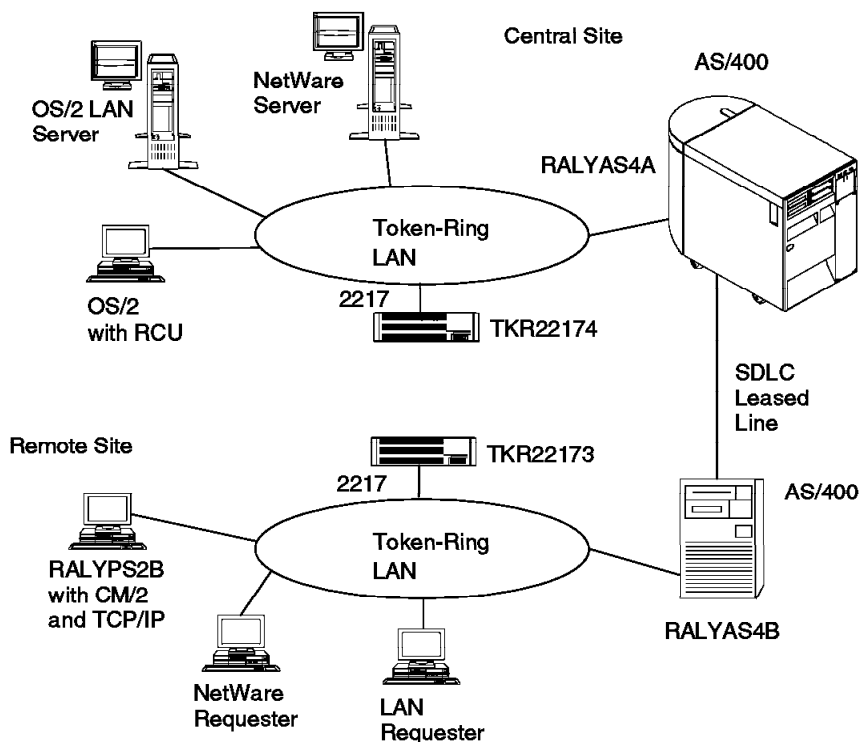 Central Site
AS/400
NetWare
Server
OS/2 LAN
Server
RALYAS4A
Token-Ring
LAN
OS/2
with RCU
2217
TKR22174
SDLC
Leased
Line
Remote Site
TKR22173
2217
AS/400
Token-Ring
LAN
RALYPS2B
with CM/2
and TCP/IP
RALYAS4B
NetWare
Requester
LAN
Requester